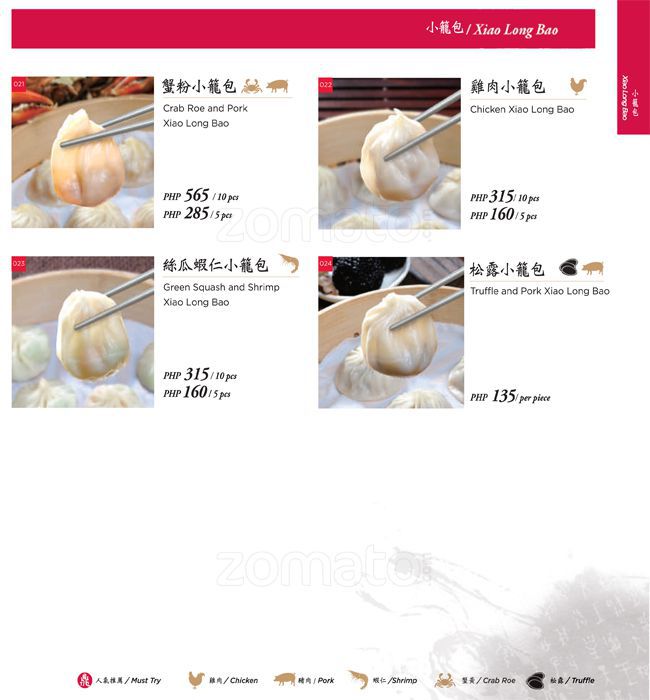 小籠包 / Xiao Long Bao
小籠包
Xiao Long Bao
021
蟹粉小籠包
Crab Roe and Pork
Xiao Long Bao
PHP 565 / 10 pcs
PHP 285 / 5 pcs
022
雞肉小籠包
Chicken Xiao Long Bao
PHP 315 / 10 pcs
PHP 160 / 5 pcs
zomato
023
絲瓜蝦仁小籠包
Green Squash and Shrimp
Xiao Long Bao
PHP 315 / 10 pcs
PHP 160 / 5 pcs
024
松露小籠包
Truffle and Pork Xiao Long Bao
PHP 135 / per piece
zomato
人氣推薦 / Must Try
雞肉 / Chicken
豬肉 / Pork
蝦仁 / Shrimp
蟹黃 / Crab Roe
松露 / Truffle